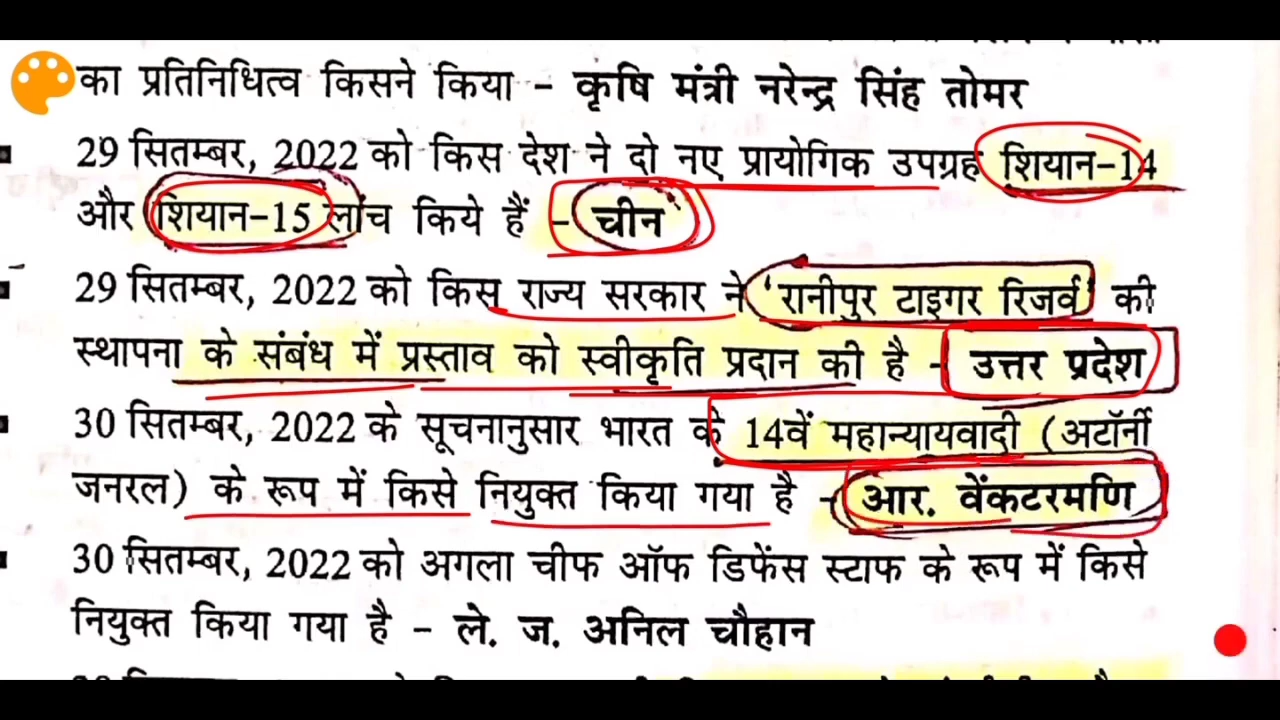 का प्रतिनिधित्व किसने किया - कृषि मंत्री नरेन्द्र सिंह तोमर
29 सितम्बर, 2022 को किस देश ने दो नए प्रायोगिक उपग्रह शियान-14
और शियान-15 लांच किये हैं - चीन
29 सितम्बर, 2022 को किस राज्य सरकार ने 'रानीपुर टाइगर रिजर्व' की
स्थापना के संबंध में प्रस्ताव को स्वीकृति प्रदान की है - उत्तर प्रदेश
30 सितम्बर, 2022 के सूचनानुसार भारत के 14वें महान्यायवादी (अटॉर्नी
जनरल) के रूप में किसे नियुक्त किया गया है - आर. वेंकटरमणि
30 सितम्बर, 2022 को अगला चीफ ऑफ डिफेंस स्टाफ के रूप में किसे
नियुक्त किया गया है - ले. ज. अनिल चौहान